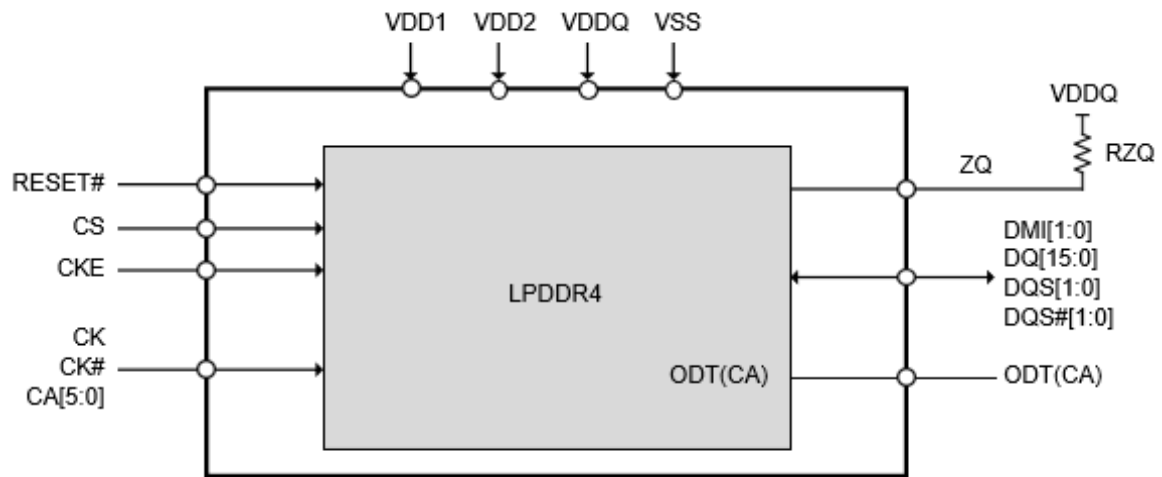 VDD1 VDD2 VDDQ VSS
VDDQ
RZQ
ZQ
RESET#
CS
CKE
CK
CK#
CA[5:0]
LPDDR4
DMI[1:0]
DQ[15:0]
DQS[1:0]
DQS#[1:0]
ODT(CA)
ODT(CA)